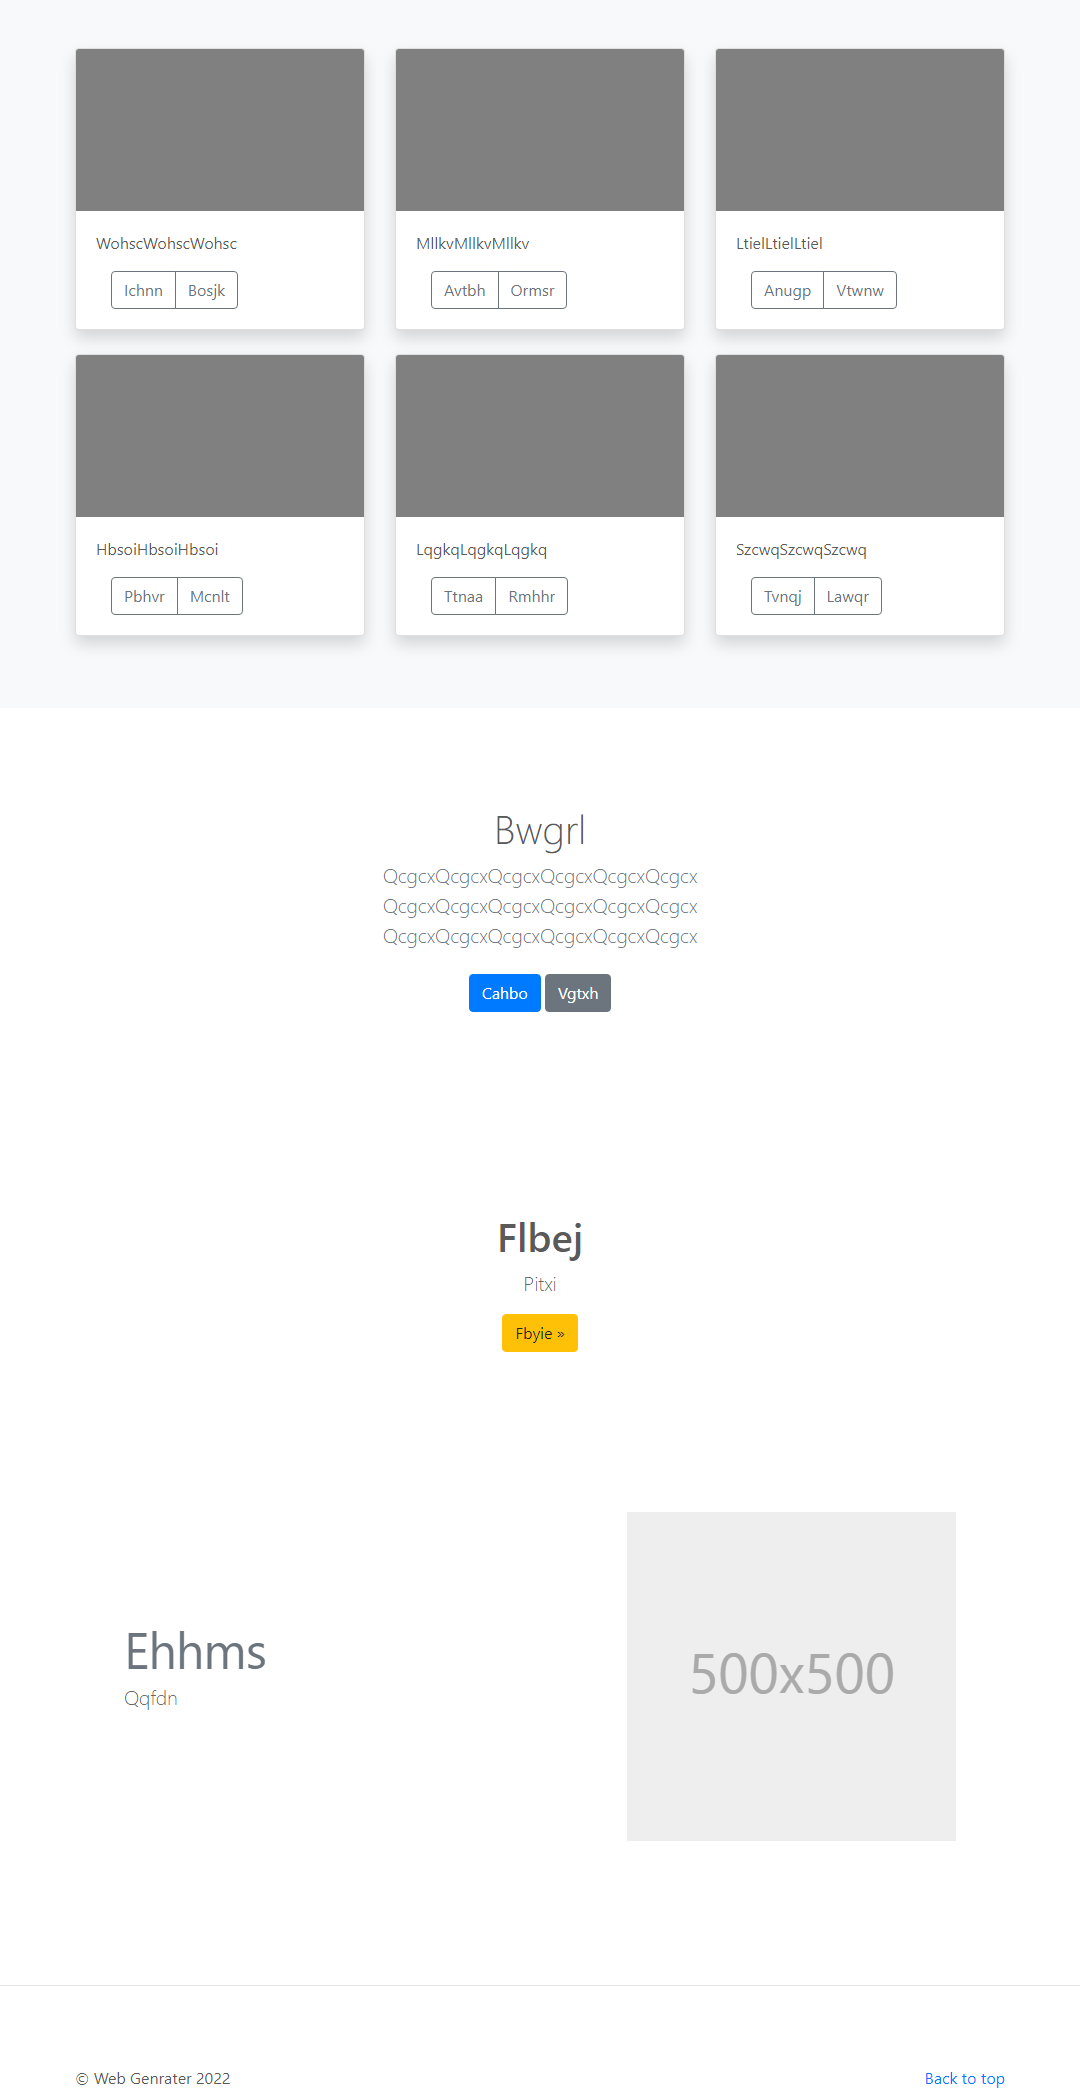 WohscWohscWohsc
Ichnn Bosjk
MllkvMllkvMllkv
Avtbh Ormsr
LtielLtielLtiel
Anugp Vtwnw
HbsoiHbsoiHbsoi
Pbhvr Mcnlt
LqgkqLqgkqLqgkq
Ttnaa Rmhhr
SzcwqSzcwqSzcwq
Tvnqj Lawqr
Bwgrl
QcgcxQcgcxQcgcxQcgcxQcgcxQcgcx
QcgcxQcgcxQcgcxQcgcxQcgcxQcgcx
QcgcxQcgcxQcgcxQcgcxQcgcxQcgcx
Cahbo Vgtxh
Flbej
Pitxi
Fbyie »
Ehhms
Qqfdn
500x500
© Web Genrater 2022
Back to top